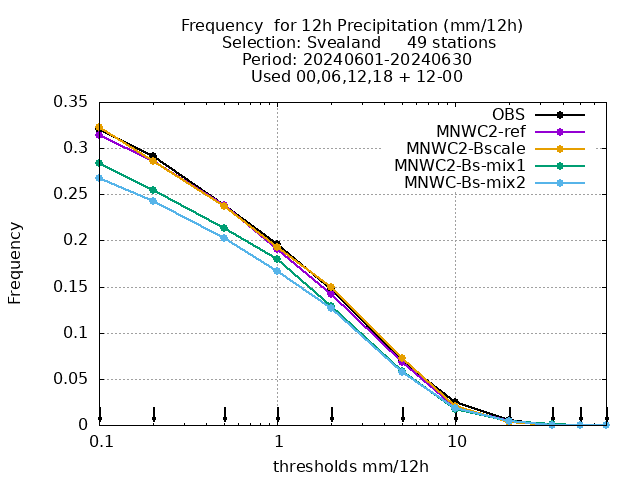 Frequency  for 12h Precipitation (mm/12h)
Selection: Svealand     49 stations
Period: 20240601-20240630
Used 00,06,12,18 + 12-00
0.35
0.3
0.25
0.2
0.15
0.1
0.05
0
Frequency
OBS
MNWC2-ref
MNWC2-Bscale
MNWC2-Bs-mix1
MNWC-Bs-mix2
0.1 1 10
thresholds mm/12h